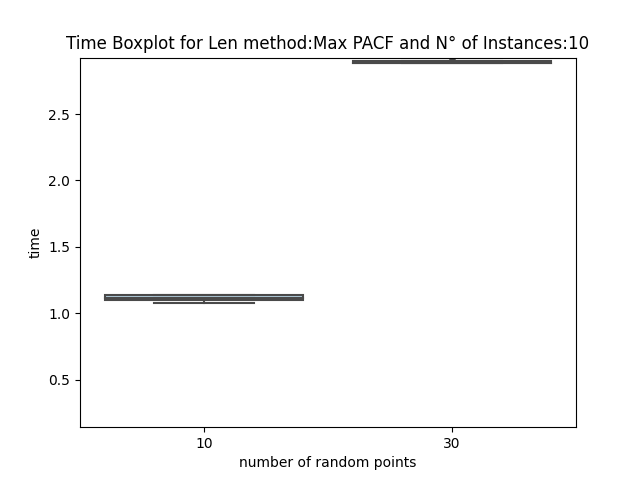 Time Boxplot for Len method:Max PACF and N° of Instances:10
2.5
2.0
1.5
1.0
0.5
time
10 30
number of random points